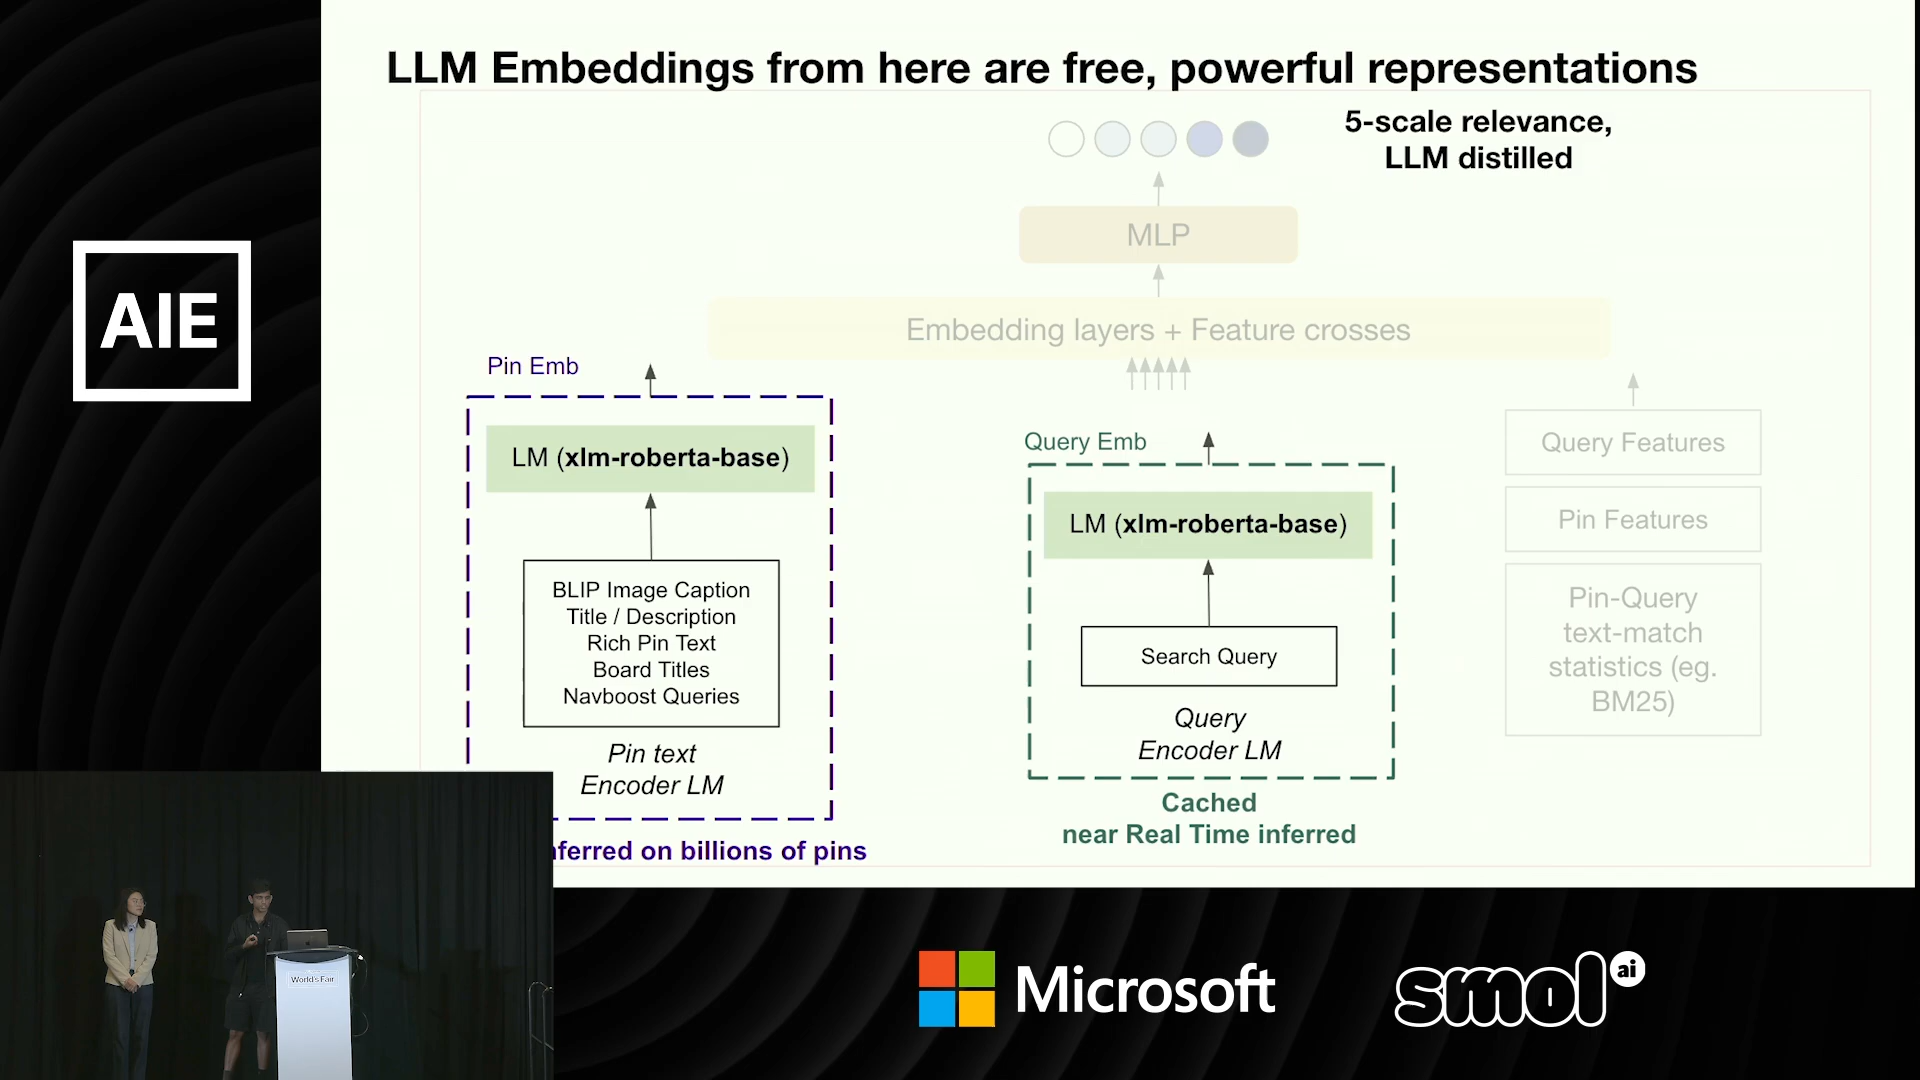 LLM Embeddings from here are free, powerful representations
5-scale relevance,
LLM distilled
MLP
Embedding layers + Feature crosses
Pin Emb
LM (xlm-roberta-base)
BLIP Image Caption
Title / Description
Rich Pin Text
Board Titles
Navboost Queries
Pin text
Encoder LM
nferred on billions of pins
Query Emb
LM (xlm-roberta-base)
Search Query
Query
Encoder LM
Cached
near Real Time inferred
Query Features
Pin Features
Pin-Query
text-match
statistics (eg.
BM25)
AIE
World's Fair
Microsoft
smol ai